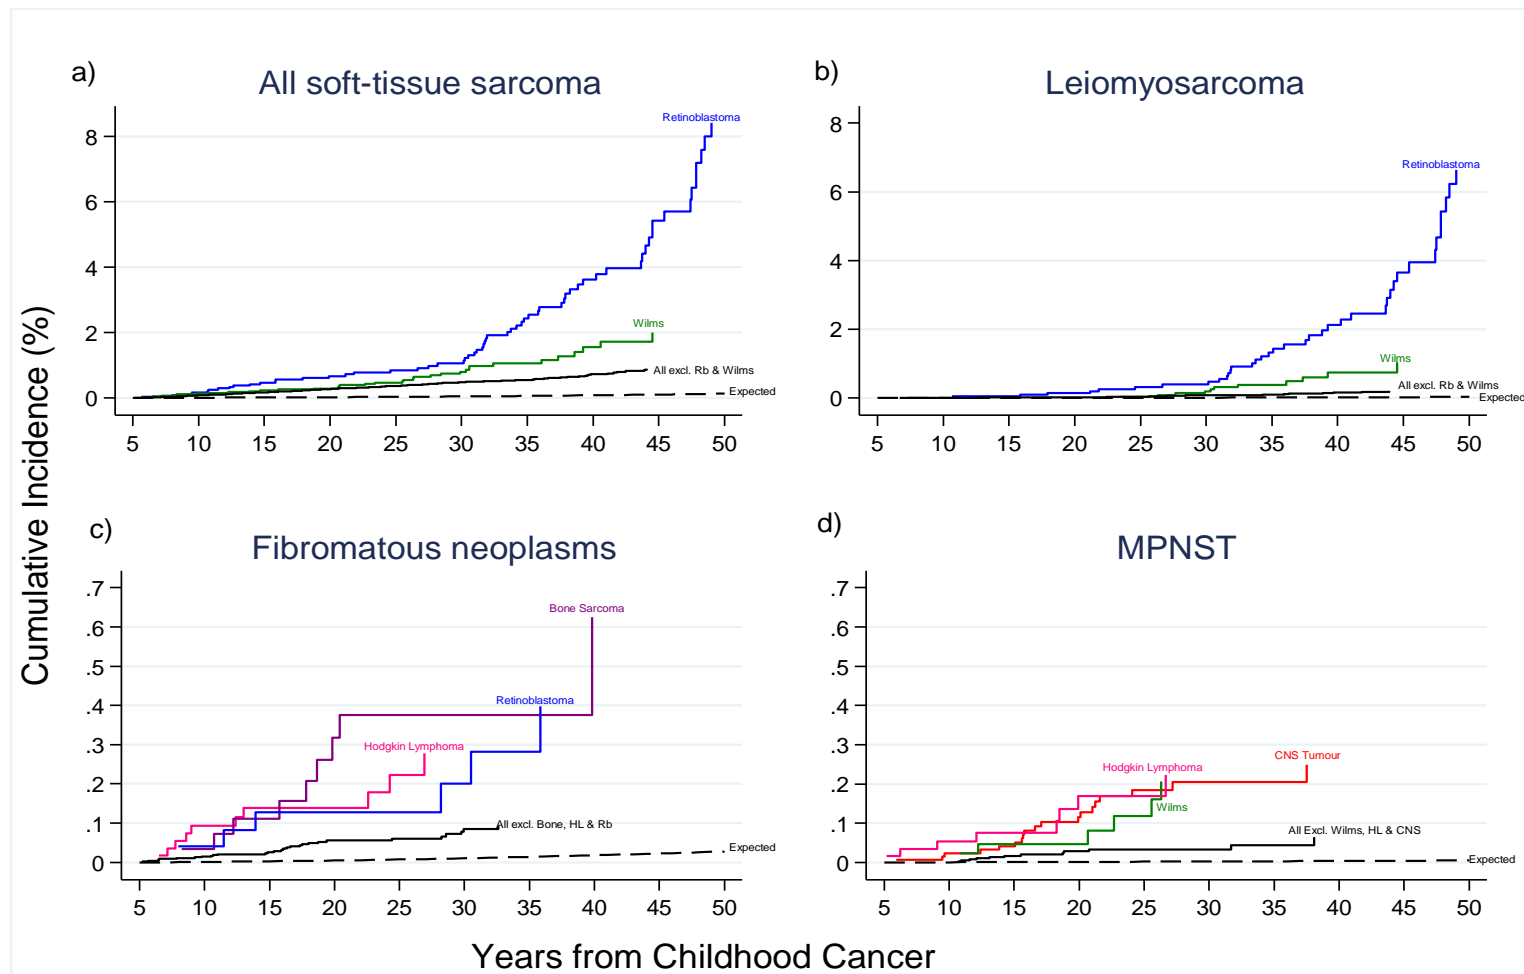 a)
All soft-tissue sarcoma
8
6
4
2
0
Retinoblastoma
Wilms
All excl. Rb & Wilms
Expected
5 10 15 20 25 30 35 40 45 50
b)
Leiomyosarcoma
8
6
4
2
0
Retinoblastoma
Wilms
All excl. Rb & Wilms
Expected
5 10 15 20 25 30 35 40 45 50
Cumulative Incidence (%)
c)
Fibromatous neoplasms
.7
.6
.5
.4
.3
.2
.1
0
Bone Sarcoma
Retinoblastoma
Hodgkin Lymphoma
All excl. Bone, HL & Rb
Expected
5 10 15 20 25 30 35 40 45 50
d)
MPNST
.7
.6
.5
.4
.3
.2
.1
0
CNS Tumour
Hodgkin Lymphoma
Wilms
All Excl. Wilms, HL & CNS
Expected
5 10 15 20 25 30 35 40 45 50
Years from Childhood Cancer